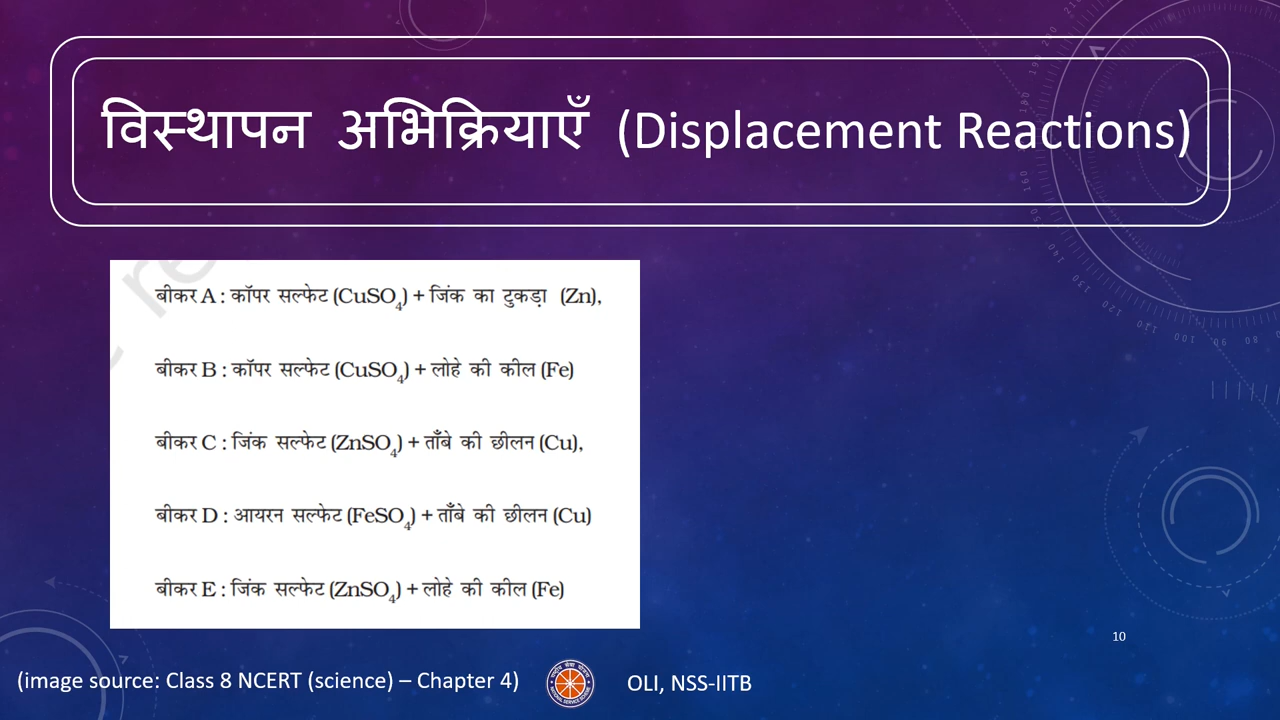 विस्थापन अभिक्रियाएँ (Displacement Reactions)
बीकर A : कॉपर सल्फेट (CuSO₄) + जिंक का टुकड़ा (Zn),
बीकर B : कॉपर सल्फेट (CuSO₄) + लोहे की कील (Fe)
बीकर C : जिंक सल्फेट (ZnSO₄) + ताँबे की छीलन (Cu),
बीकर D : आयरन सल्फेट (FeSO₄) + ताँबे की छीलन (Cu)
बीकर E : जिंक सल्फेट (ZnSO₄) + लोहे की कील (Fe)
10
(image source: Class 8 NCERT (science) – Chapter 4)
OLI, NSS-IITB